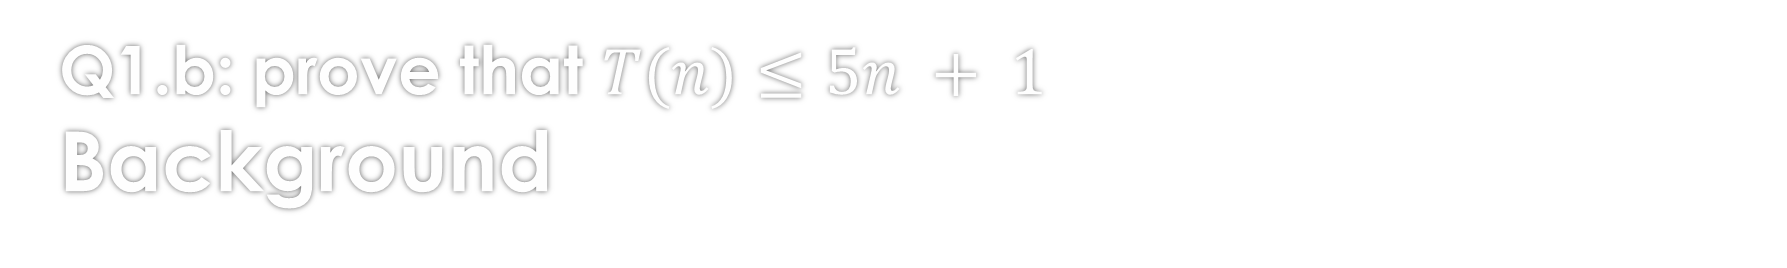 Q1.b: prove that 𝑇(𝑛) ≤ 5𝑛 + 1
Background